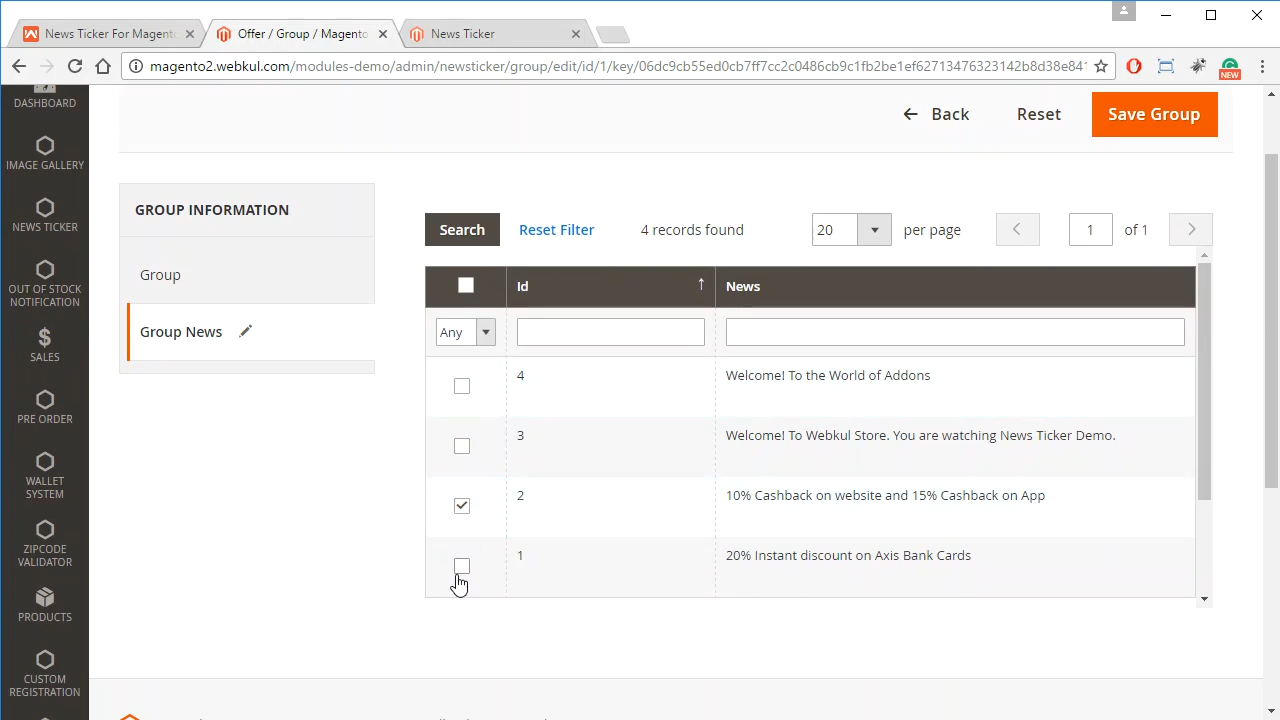 News Ticker For Magento
Offer / Group / Magento
News Ticker
magento2.webkul.com/modules-demo/admin/newsticker/group/edit/id/1/key/06dc9cb55ed0cb7ff7cc2c0486cb9c1fb2be1ef62713476323142b8d38e841
NEW
DASHBOARD
IMAGE GALLERY
NEWS TICKER
OUT OF STOCK
NOTIFICATION
SALES
PRE ORDER
WALLET
SYSTEM
ZIPCODE
VALIDATOR
PRODUCTS
CUSTOM
REGISTRATION
Back
Reset
Save Group
GROUP INFORMATION
Group
Group News
Search
Reset Filter
4 records found
20
per page
1
of 1
Id
↑
News
Any
4
Welcome! To the World of Addons
3
Welcome! To Webkul Store. You are watching News Ticker Demo.
2
10% Cashback on website and 15% Cashback on App
1
20% Instant discount on Axis Bank Cards